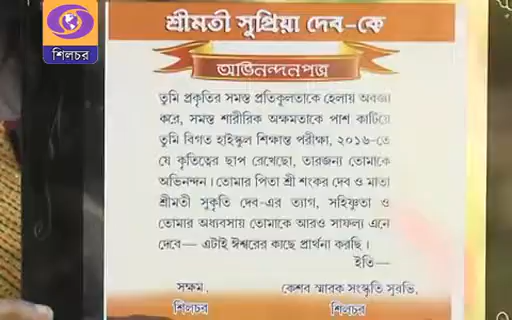 শিলচর
শ্রীমতী সুপ্রিয়া দেব-কে
অভিনন্দনপত্র
তুমি প্রকৃতির সমস্ত প্রতিকূলতাকে হেলায় অবজ্ঞা
করে, সমস্ত শারীরিক অক্ষমতাকে পাশ কাটিয়ে
তুমি বিগত হাইস্কুল শিক্ষান্ত পরীক্ষা, ২০১৬-তে
যে কৃতিত্বের ছাপ রেখেছো, তারজন্য তোমাকে
অভিনন্দন। তোমার পিতা শ্রী শংকর দেব ও মাতা
শ্রীমতী সুকৃতি দেব-এর ত্যাগ, সহিষ্ণুতা ও
তোমার অধ্যবসায় তোমাকে আরও সাফল্য এনে
দেবে— এটাই ঈশ্বরের কাছে প্রার্থনা করছি।
ইতি—
সক্ষম, কেশব স্মারক সংস্কৃতি সুরভি,
শিলচর শিলচর